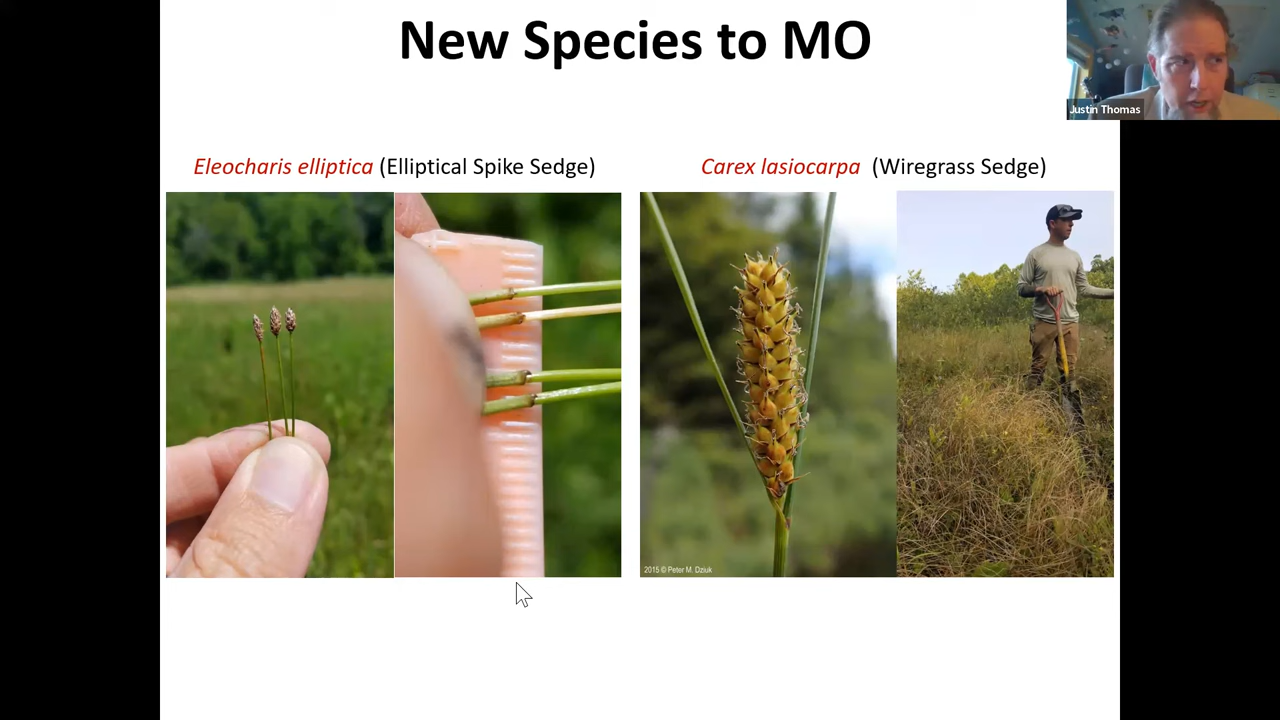 New Species to MO
Justin Thomas
Eleocharis elliptica (Elliptical Spike Sedge)
Carex lasiocarpa (Wiregrass Sedge)
2015 © Peter M. Dziuk